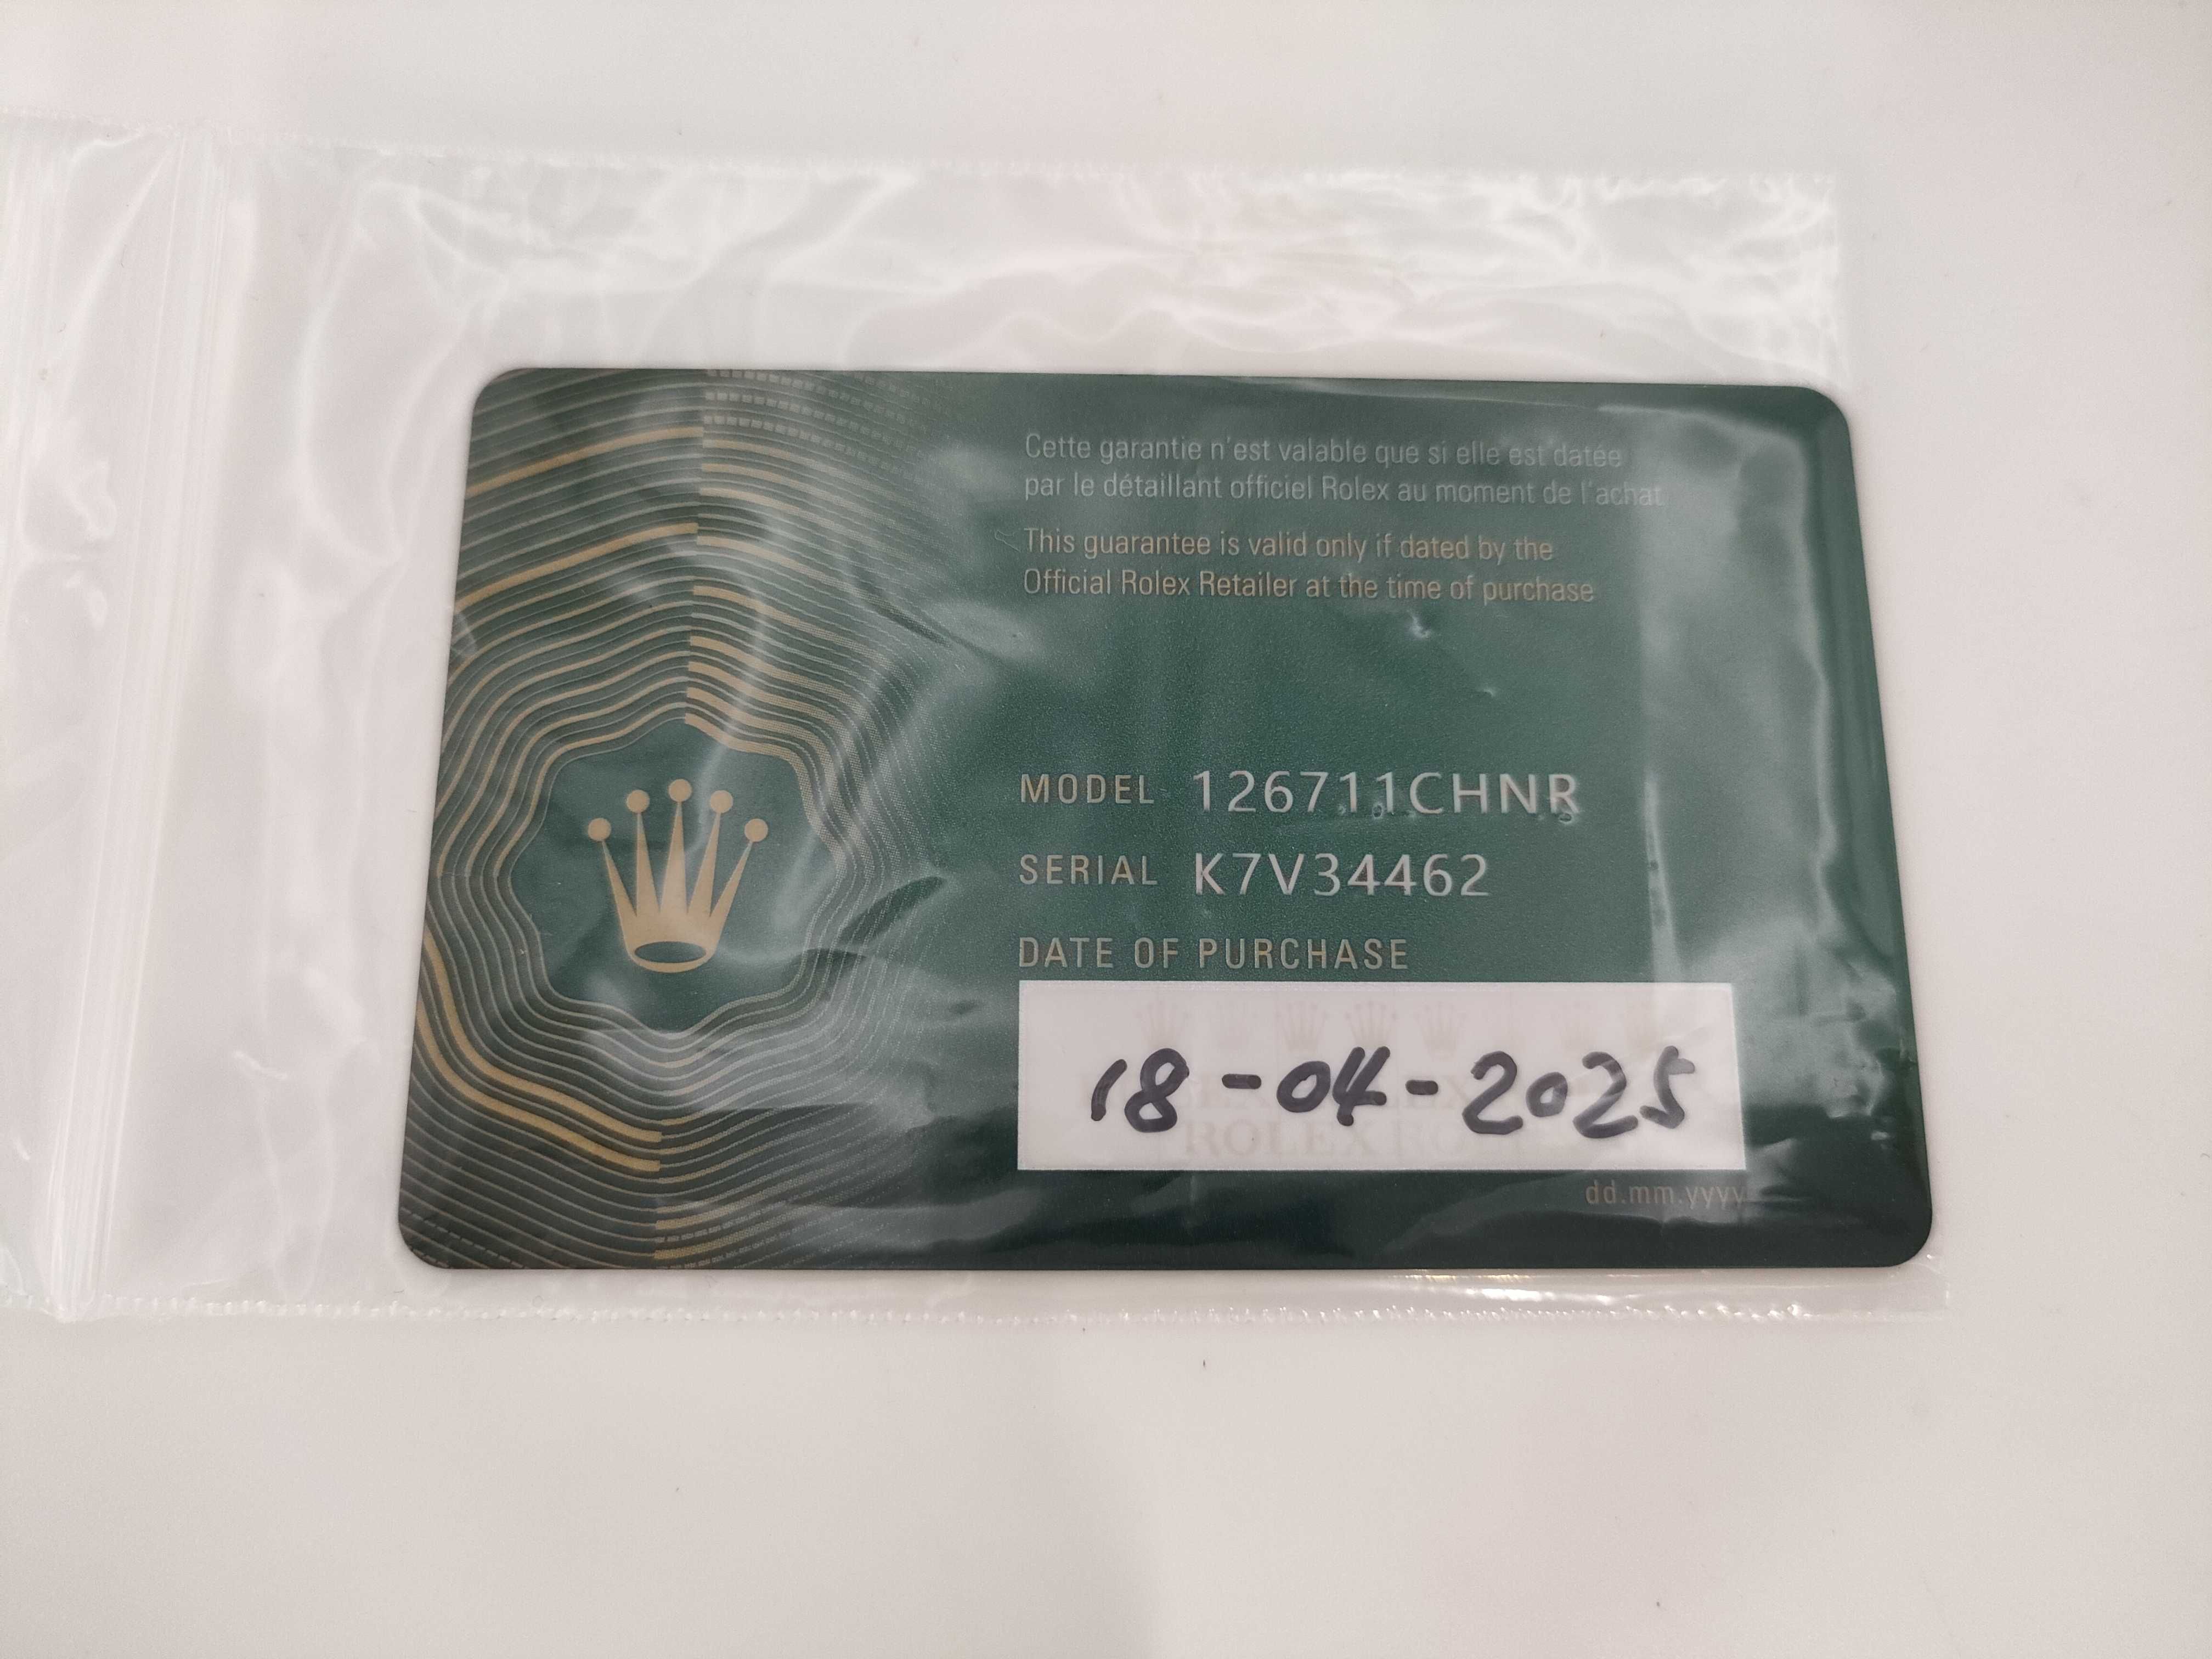 Cette garantie n'est valable que si elle est datée
par le détaillant officiel Rolex au moment de l'achat
This guarantee is valid only if dated by the
Official Rolex Retailer at the time of purchase
MODEL 126711CHNR
SERIAL K7V34462
DATE OF PURCHASE
18-04-2025
ROLEX
dd.mm.yyyy